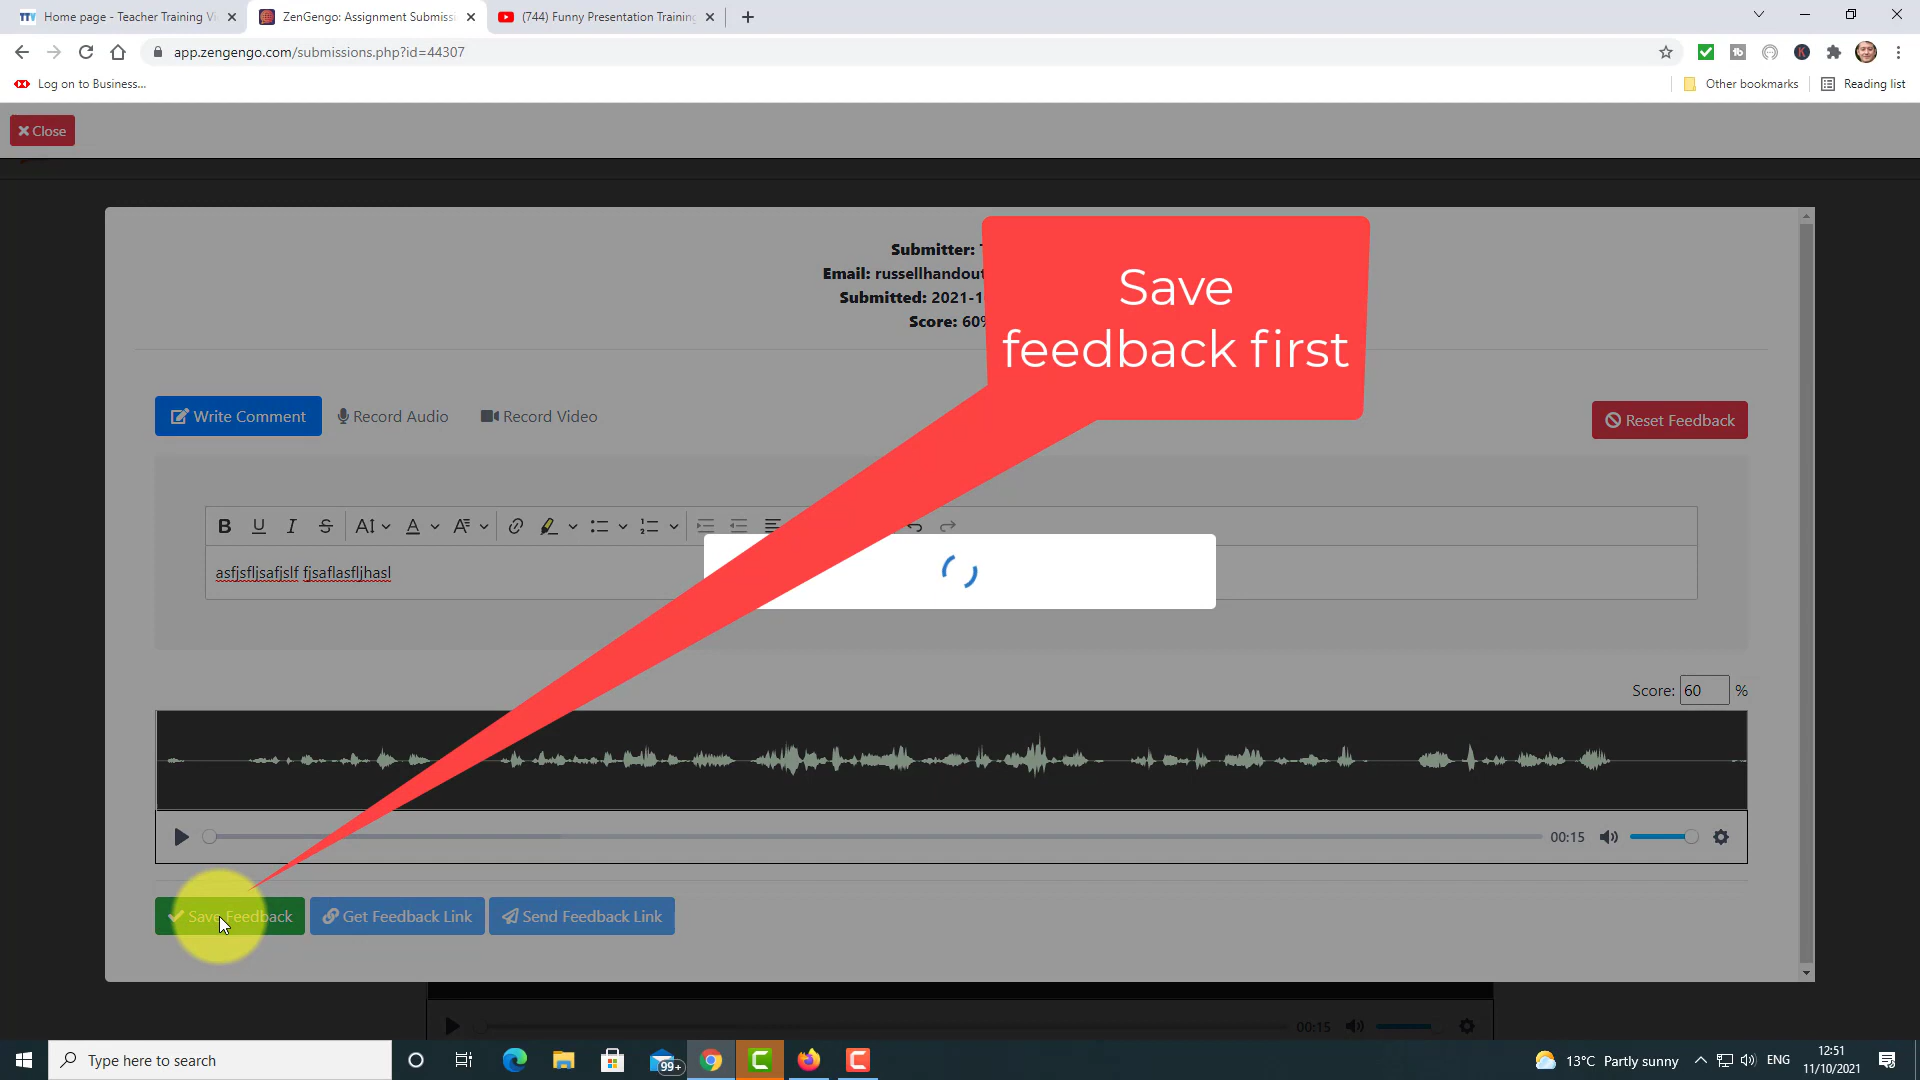 Home page - Teacher Training Vi
ZenGengo: Assignment Submissi
(744) Funny Presentation Training
app.zengengo.com/submissions.php?id=44307
Log on to Business...
Other bookmarks
Reading list
Close
Submitter:
Email: russellhandout
Submitted: 2021-1
Score: 60%
Save
feedback first
Write Comment
Record Audio
Record Video
Reset Feedback
asfjsfljsafjslf fjsaflasfljhasl
Score: 60 %
00:15
Save Feedback
Get Feedback Link
Send Feedback Link
00:15
Type here to search
99+
13°C Partly sunny
ENG
12:51
11/10/2021